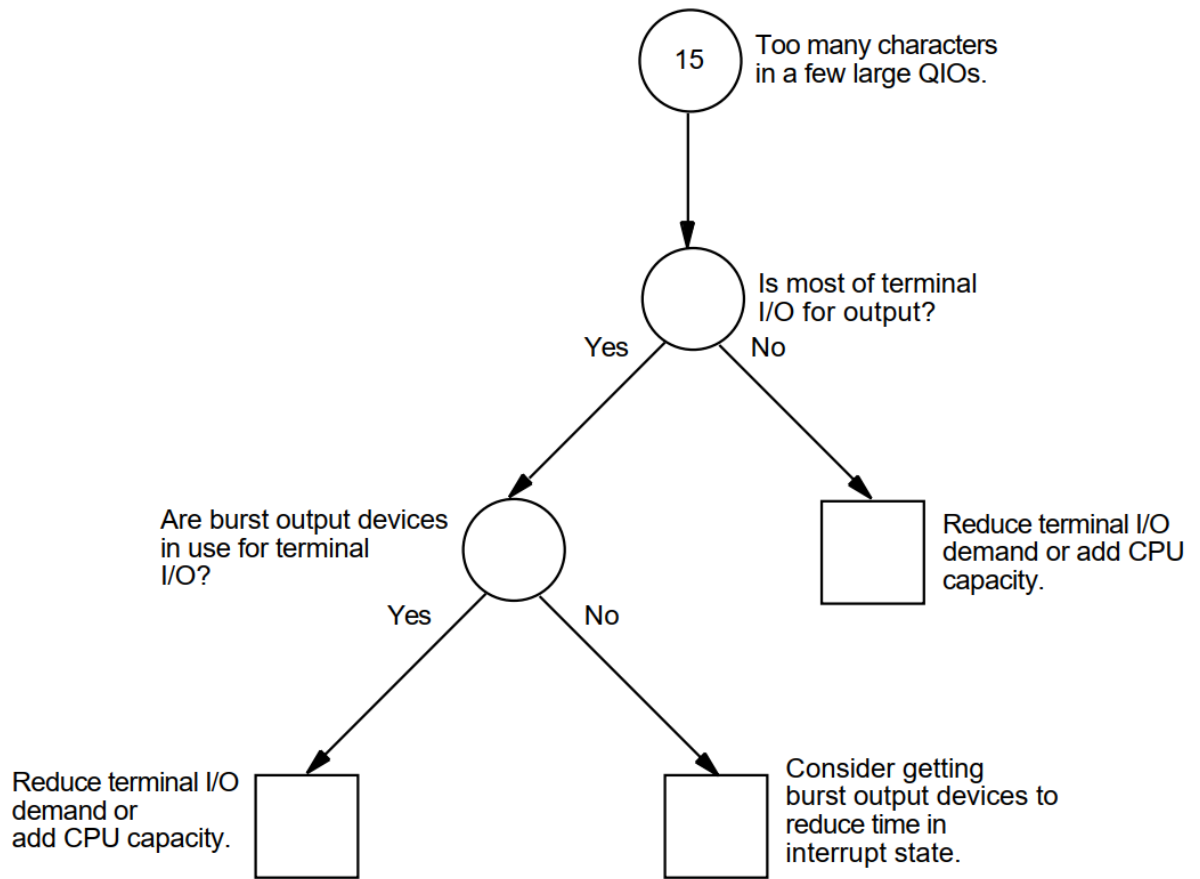 15
Too many characters
in a few large QIOs.
Is most of terminal
I/O for output?
Yes
No
Are burst output devices
in use for terminal
I/O?
Reduce terminal I/O
demand or add CPU
capacity.
Yes
No
Reduce terminal I/O
demand or
add CPU capacity.
Consider getting
burst output devices to
reduce time in
interrupt state.